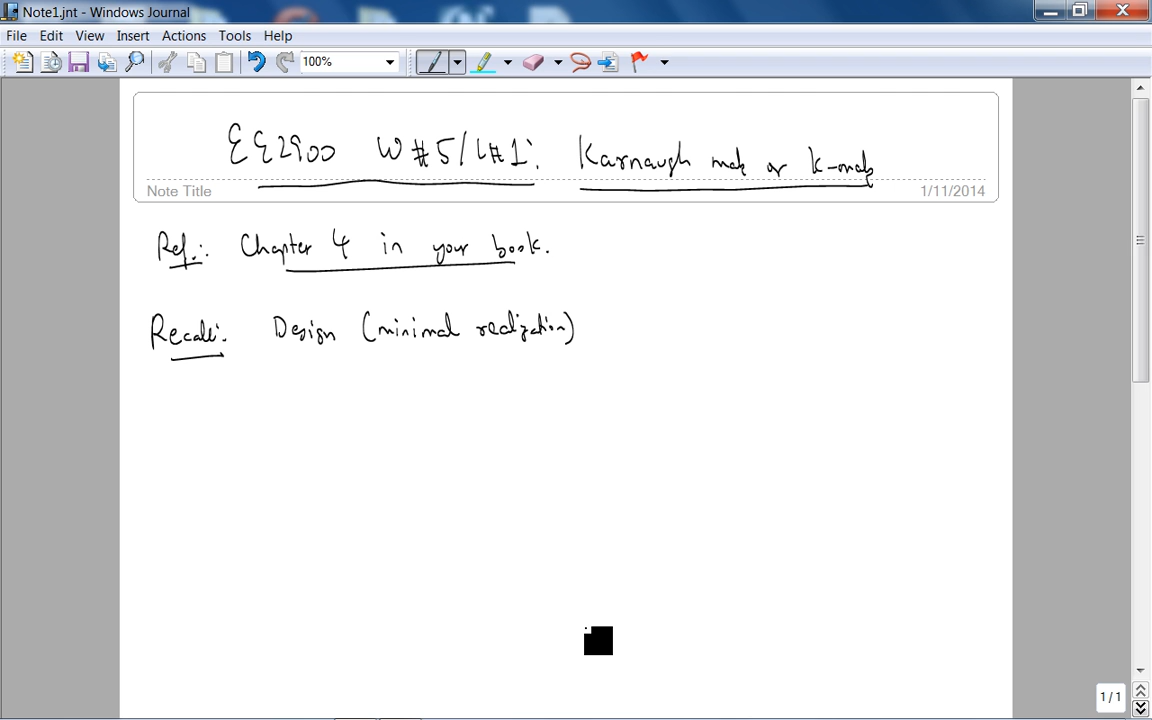 Note1.jnt - Windows Journal
File Edit View Insert Actions Tools Help
100%
EE2900 W#5/L#1: Karnaugh map or K-map
Note Title 1/11/2014
Ref.: Chapter 4 in your book.
Recall: Design (minimal realization)
1/1